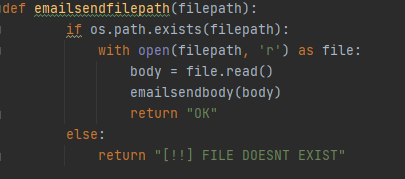 def emailsendfilepath(filepath):
    if os.path.exists(filepath):
        with open(filepath, 'r') as file:
            body = file.read()
            emailsendbody(body)
            return "OK"
    else:
        return "[!!] FILE DOESNT EXIST"